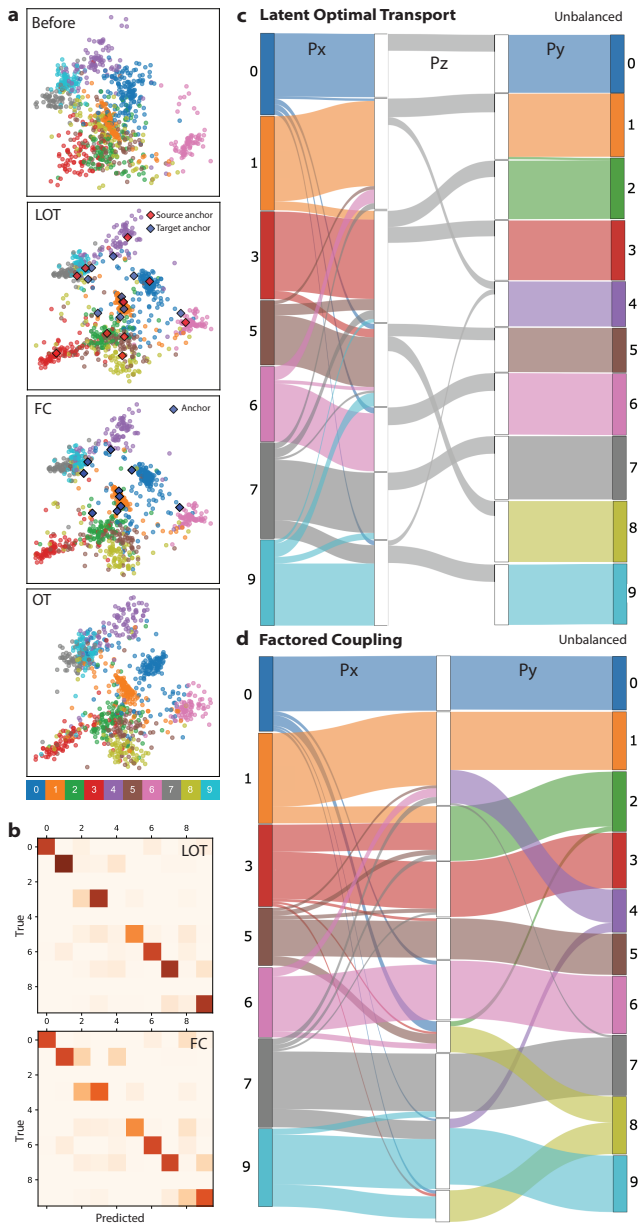 a
Before
LOT
Source anchor
Target anchor
FC
Anchor
OT
0 1 2 3 4 5 6 7 8 9
b
0 2 4 6 8
LOT
0
2
4
6
8
True
0 2 4 6 8
FC
0
2
4
6
8
True
Predicted
c Latent Optimal Transport
Unbalanced
Px
Pz
Py
0
1
3
5
6
7
9
0
1
2
3
4
5
6
7
8
9
d Factored Coupling
Unbalanced
Px
Py
0
1
3
5
6
7
9
0
1
2
3
4
5
6
7
8
9